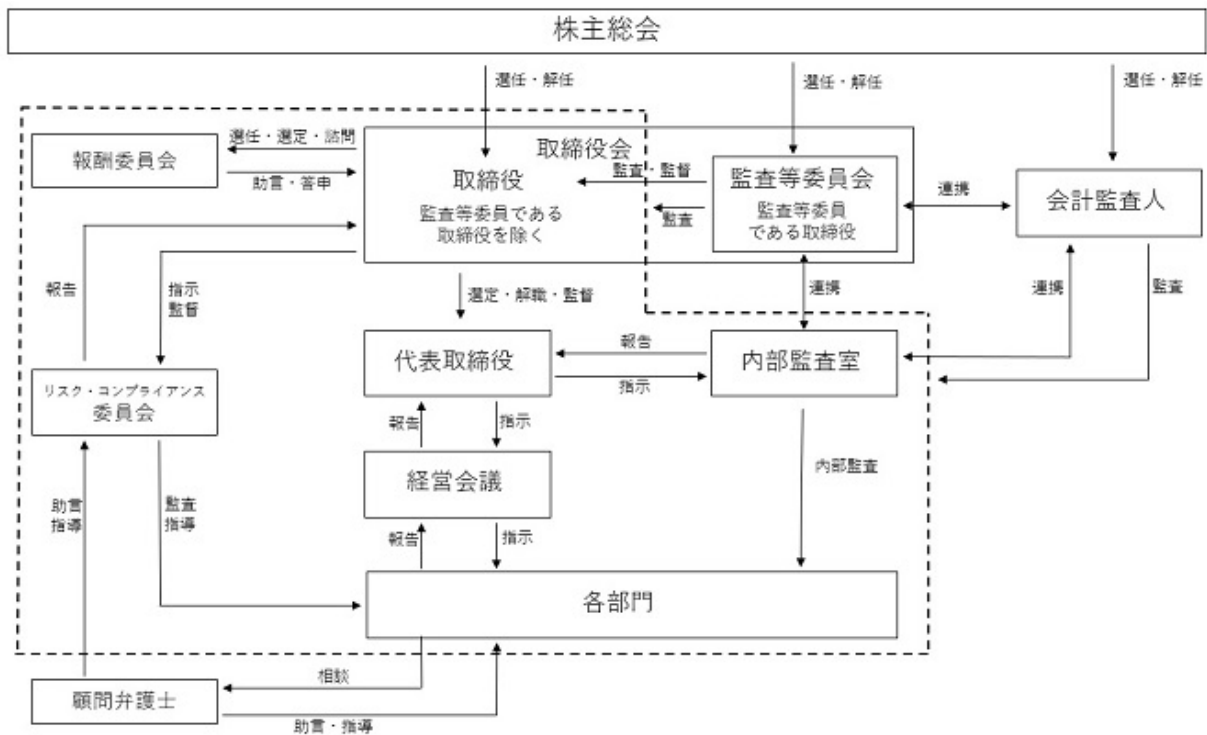 株主総会
選任・解任
選任・解任
選任・解任
報酬委員会
選任・選定・諮問
助言・答申
取締役会
取締役
監査等委員である
取締役を除く
監査・監督
監査
監査等委員会
監査等委員
である取締役
連携
会計監査人
報告
指示
監督
選定・解職・監督
連携
連携
監査
代表取締役
報告
指示
内部監査室
リスク・コンプライアンス
委員会
報告
指示
経営会議
内部監査
助言
指導
監査
指導
報告
指示
各部門
相談
顧問弁護士
助言・指導